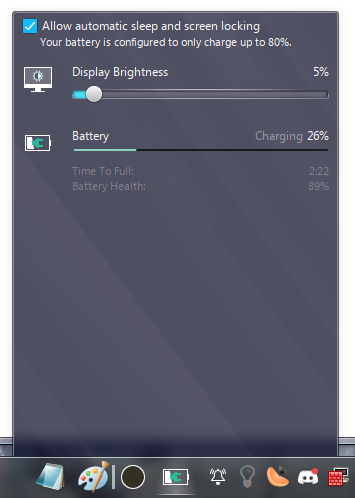 Allow automatic sleep and screen locking
Your battery is configured to only charge up to 80%.
Display Brightness 5%
Battery Charging 26%
Time To Full: 2:22
Battery Health: 89%